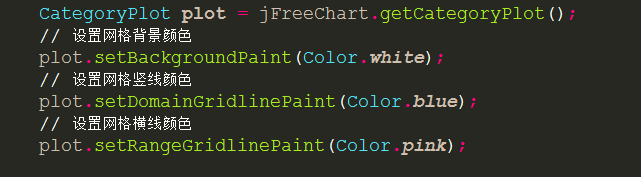 CategoryPlot plot = jFreeChart.getCategoryPlot();
// 设置网格背景颜色
plot.setBackgroundPaint(Color.white);
// 设置网格竖线颜色
plot.setDomainGridlinePaint(Color.blue);
// 设置网格横线颜色
plot.setRangeGridlinePaint(Color.pink);